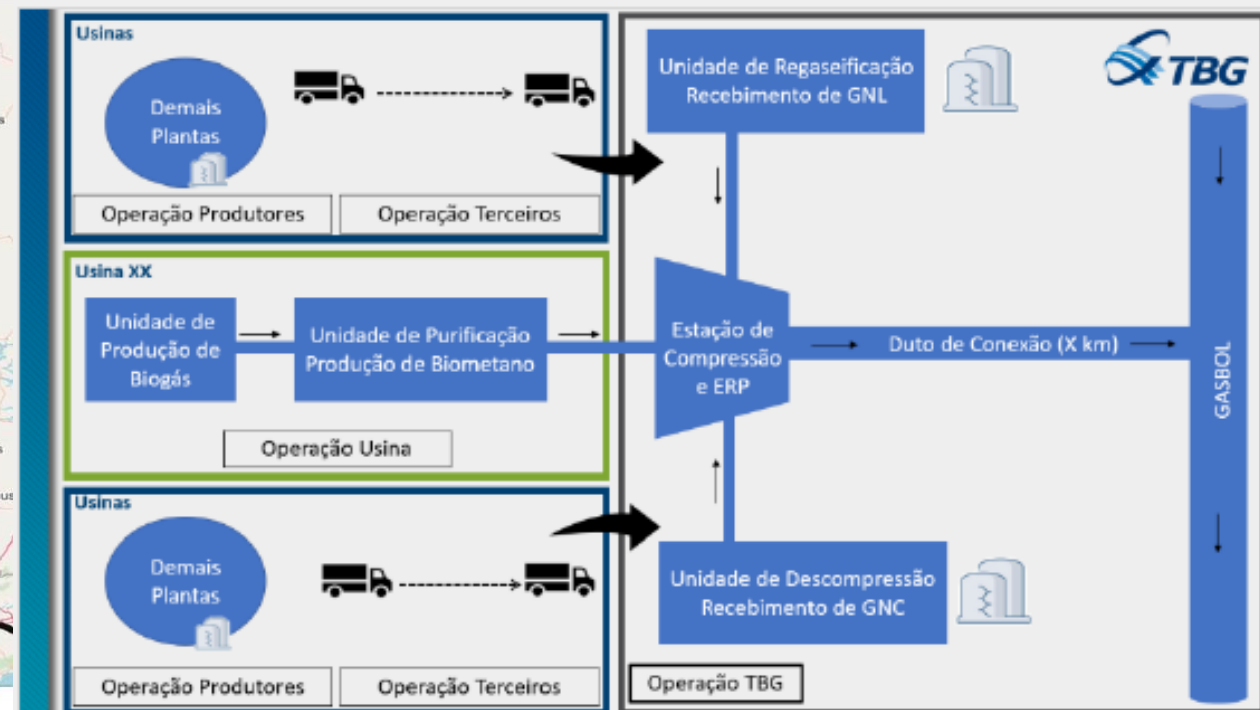 Usinas
Demais
Plantas
Operação Produtores
Operação Terceiros
Usina XX
Unidade de
Produção de
Biogás
Unidade de Purificação
Produção de Biometano
Operação Usina
Usinas
Demais
Plantas
Operação Produtores
Operação Terceiros
TBG
Unidade de Regaseificação
Recebimento de GNL
Estação de
Compressão
e ERP
Duto de Conexão (X km)
GASBOL
Unidade de Descompressão
Recebimento de GNC
Operação TBG